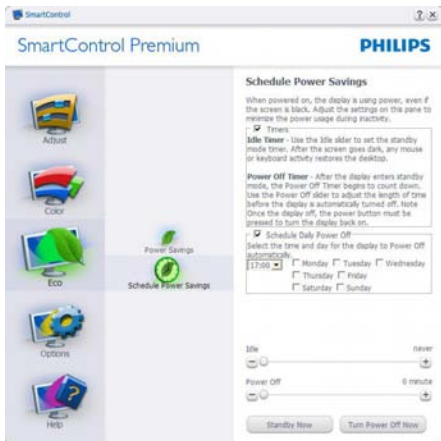 SmartControl
SmartControl Premium
PHILIPS
Adjust
Color
Eco
Options
Help
Power Savings
Schedule Power Savings
Schedule Power Savings
When powered on, the display is using power, even if
the screen is black. Adjust the settings on this pane to
minimize the power usage during inactivity.
Timers
Idle Timer - Use the Idle slider to set the standby
mode timer. After the screen goes dark, any mouse
or keyboard activity restores the desktop.
Power Off Timer - After the display enters standby
mode, the Power Off Timer begins to count down.
Use the Power Off slider to adjust the length of time
before the display is automatically turned off. Note
Once the display off, the power button must be
pressed to turn the display back on.
Schedule Daily Power Off
Select the time and day for the display to Power Off
automatically.
17:00 Monday Tuesday Wednesday
Thursday Friday
Saturday Sunday
Idle never
Power Off 0 minute
Standby Now Turn Power Off Now